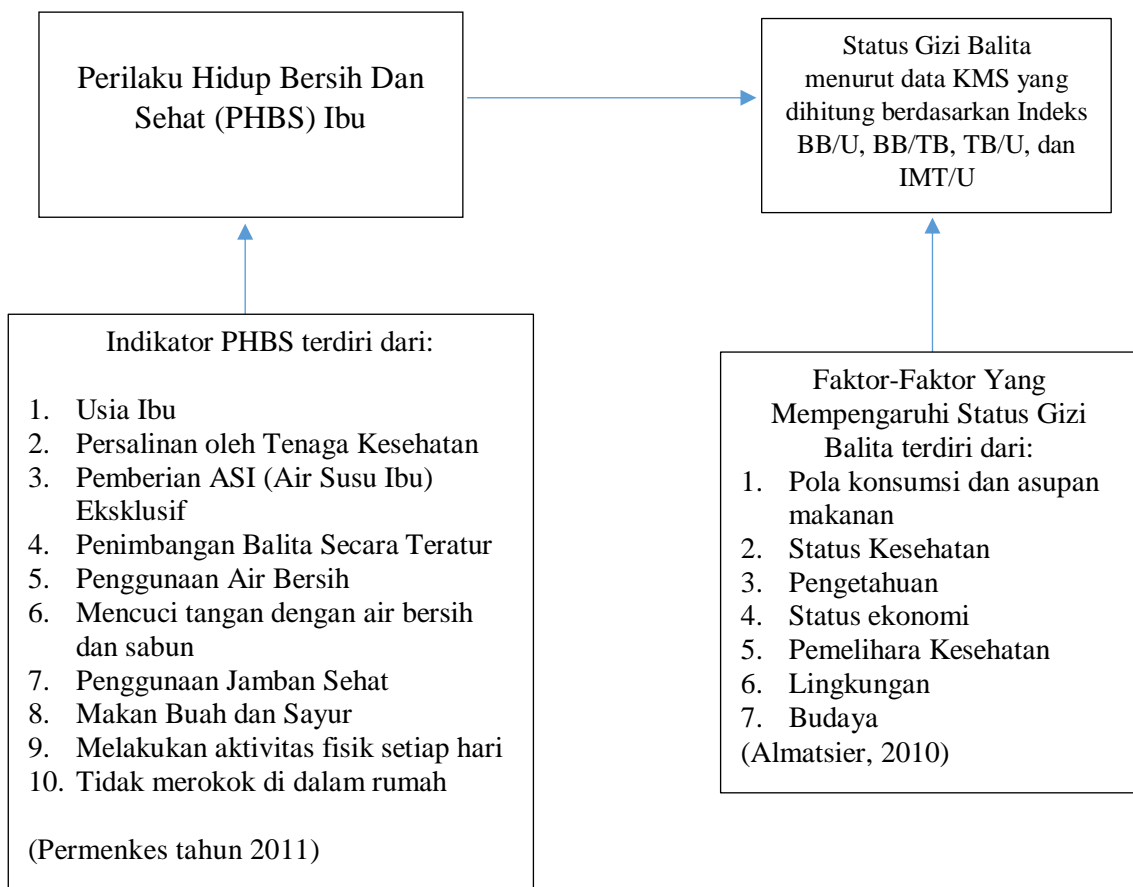 Perilaku Hidup Bersih Dan
Sehat (PHBS) Ibu
Status Gizi Balita
menurut data KMS yang
dihitung berdasarkan Indeks
BB/U, BB/TB, TB/U, dan
IMT/U
Indikator PHBS terdiri dari:
1. Usia Ibu
2. Persalinan oleh Tenaga Kesehatan
3. Pemberian ASI (Air Susu Ibu)
Eksklusif
4. Penimbangan Balita Secara Teratur
5. Penggunaan Air Bersih
6. Mencuci tangan dengan air bersih
dan sabun
7. Penggunaan Jamban Sehat
8. Makan Buah dan Sayur
9. Melakukan aktivitas fisik setiap hari
10. Tidak merokok di dalam rumah
(Permenkes tahun 2011)
Faktor-Faktor Yang
Mempengaruhi Status Gizi
Balita terdiri dari:
1. Pola konsumsi dan asupan
makanan
2. Status Kesehatan
3. Pengetahuan
4. Status ekonomi
5. Pemelihara Kesehatan
6. Lingkungan
7. Budaya
(Almatsier, 2010)